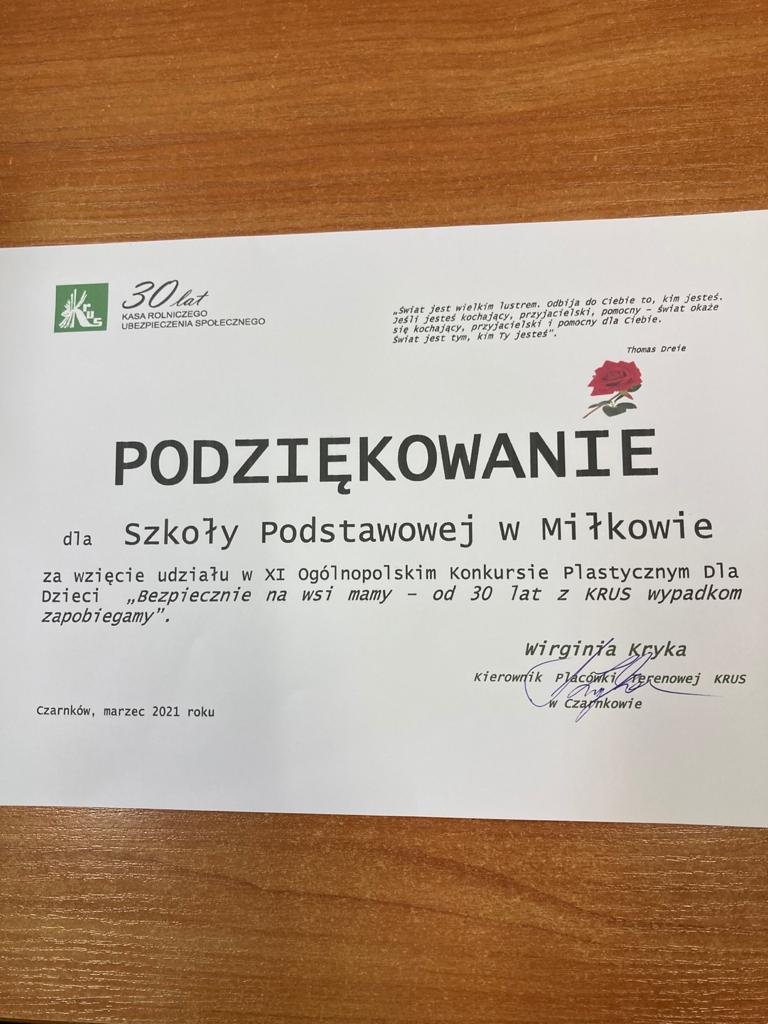 Krus
30 lat
KASA ROLNICZEGO
UBEZPIECZENIA SPOŁECZNEGO
„Świat jest wielkim lustrem. Odbija do Ciebie to, kim jesteś.
Jeśli jesteś kochający, przyjacielski, pomocny – świat okaże
się kochający, przyjacielski i pomocny dla Ciebie.
Świat jest tym, kim Ty jesteś”.
Thomas Dreie
PODZIĘKOWANIE
dla Szkoły Podstawowej w Miłkowie
za wzięcie udziału w XI Ogólnopolskim Konkursie Plastycznym Dla
Dzieci „Bezpiecznie na wsi mamy – od 30 lat z KRUS wypadkom
zapobiegamy”.
Wirginia Kryka
Kierownik Placówki Terenowej KRUS
w Czarnkowie
Czarnków, marzec 2021 roku